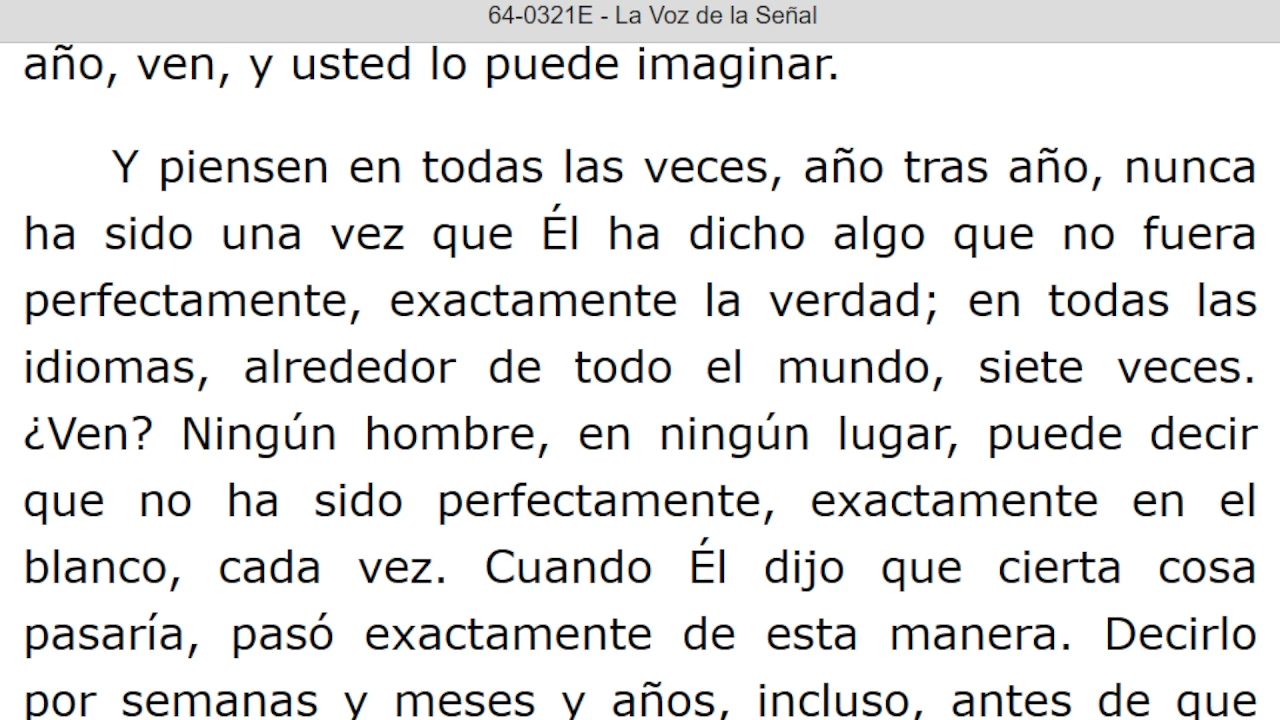 64-0321E - La Voz de la Señal
año, ven, y usted lo puede imaginar.
Y piensen en todas las veces, año tras año, nunca
ha sido una vez que Él ha dicho algo que no fuera
perfectamente, exactamente la verdad; en todas las
idiomas, alrededor de todo el mundo, siete veces.
¿Ven? Ningún hombre, en ningún lugar, puede decir
que no ha sido perfectamente, exactamente en el
blanco, cada vez. Cuando Él dijo que cierta cosa
pasaría, pasó exactamente de esta manera. Decirlo
por semanas y meses y años, incluso, antes de que